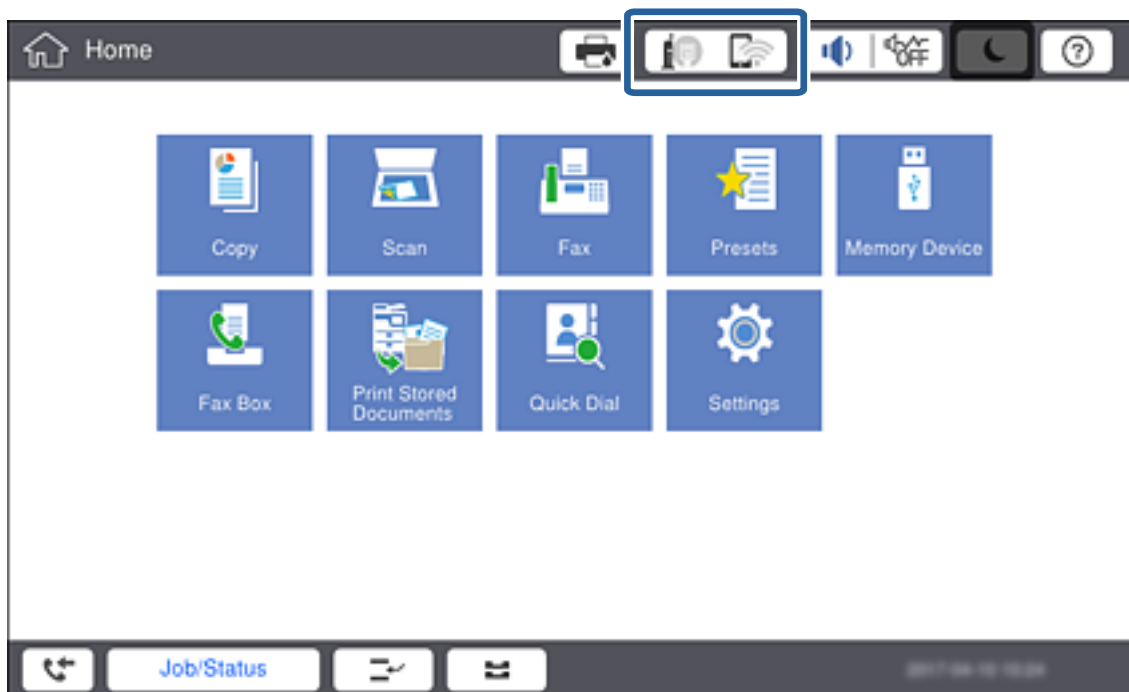 Home
OFF
?
Copy
Scan
Fax
Presets
Memory Device
Fax Box
Print Stored
Documents
Quick Dial
Settings
Job/Status